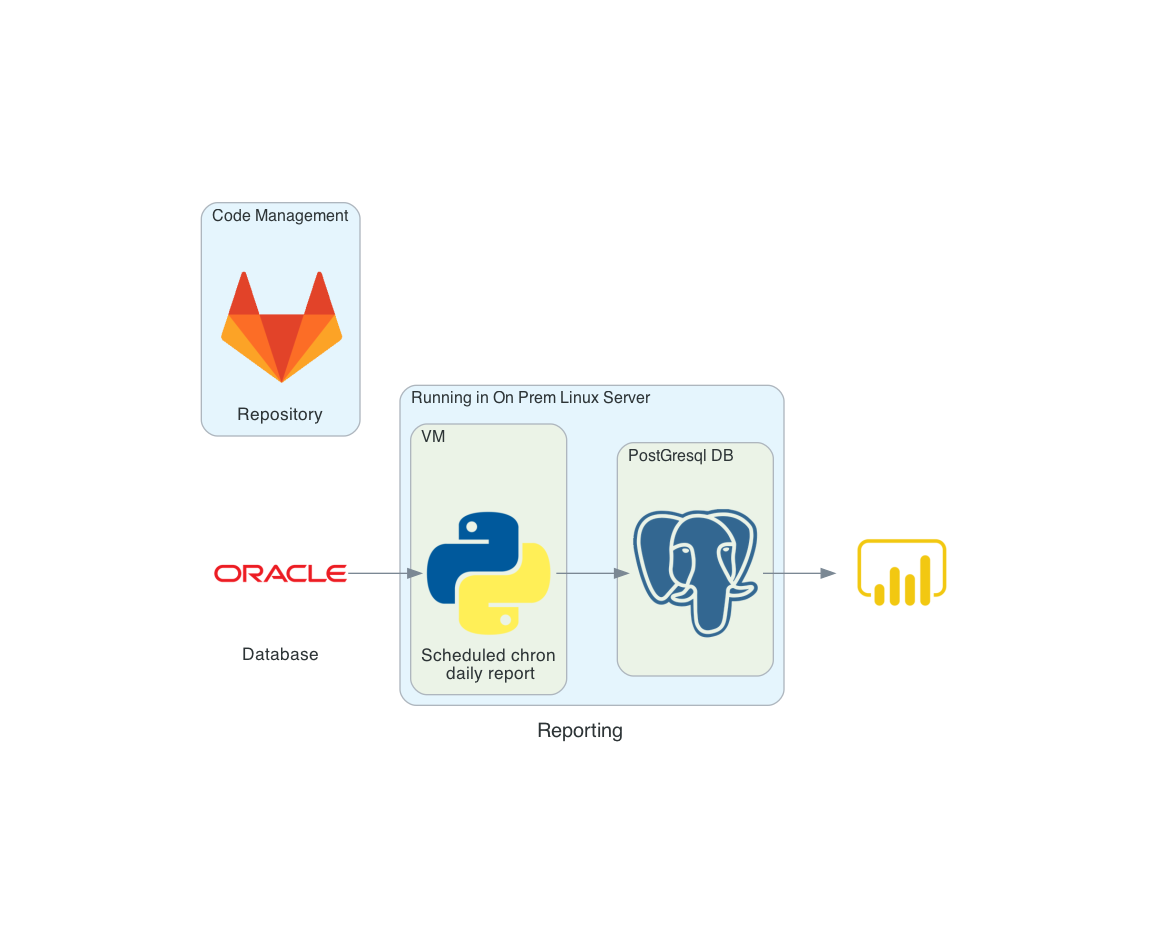 Code Management
Repository
Running in On Prem Linux Server
VM
PostGresql DB
ORACLE
Database
Scheduled chron
daily report
Reporting